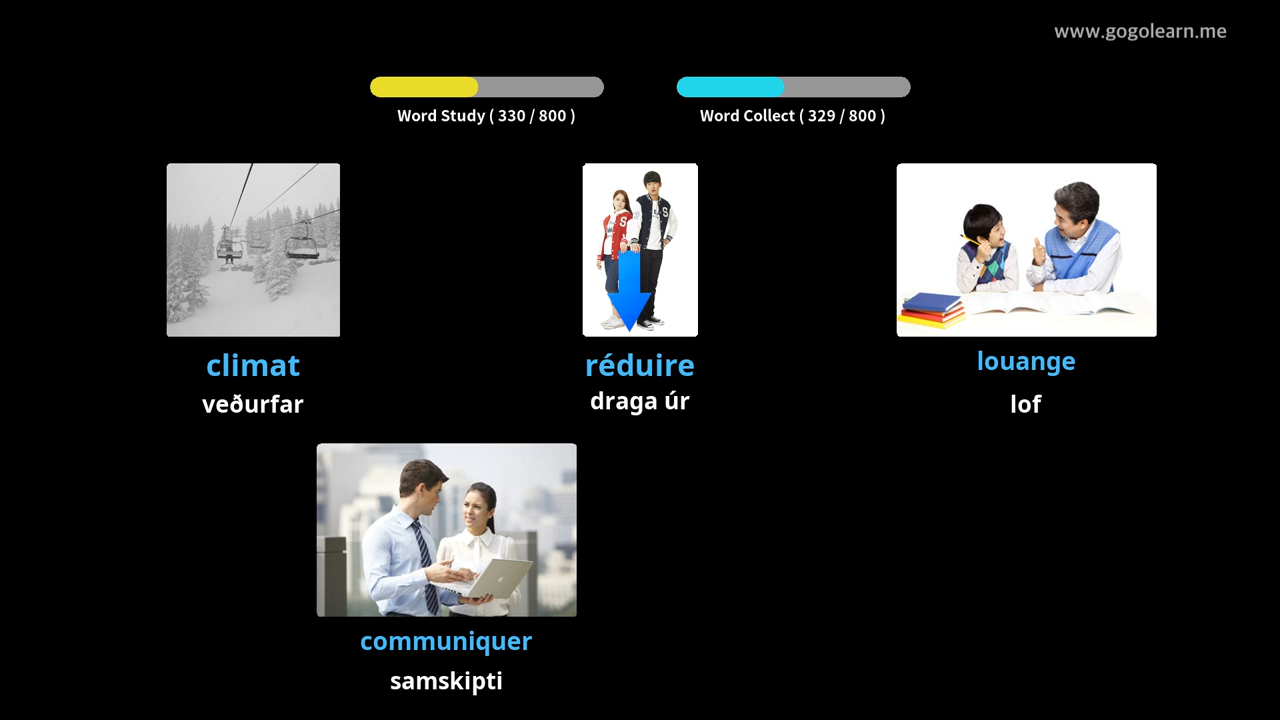 www.gogolearn.me
Word Study ( 330 / 800 )
Word Collect ( 329 / 800 )
climat
veðurfar
réduire
draga úr
louange
lof
communiquer
samskipti